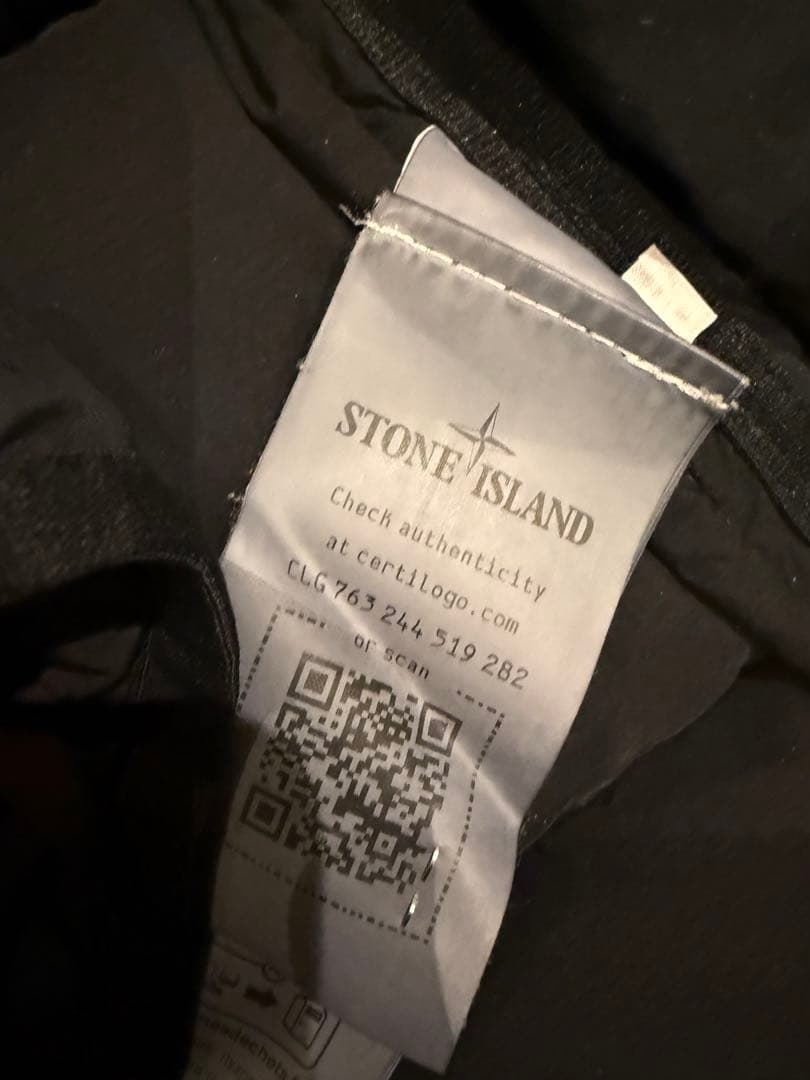 STONE ISLAND
Check authenticity
at certilogo.com
CLG 763 244 519 282
or scan